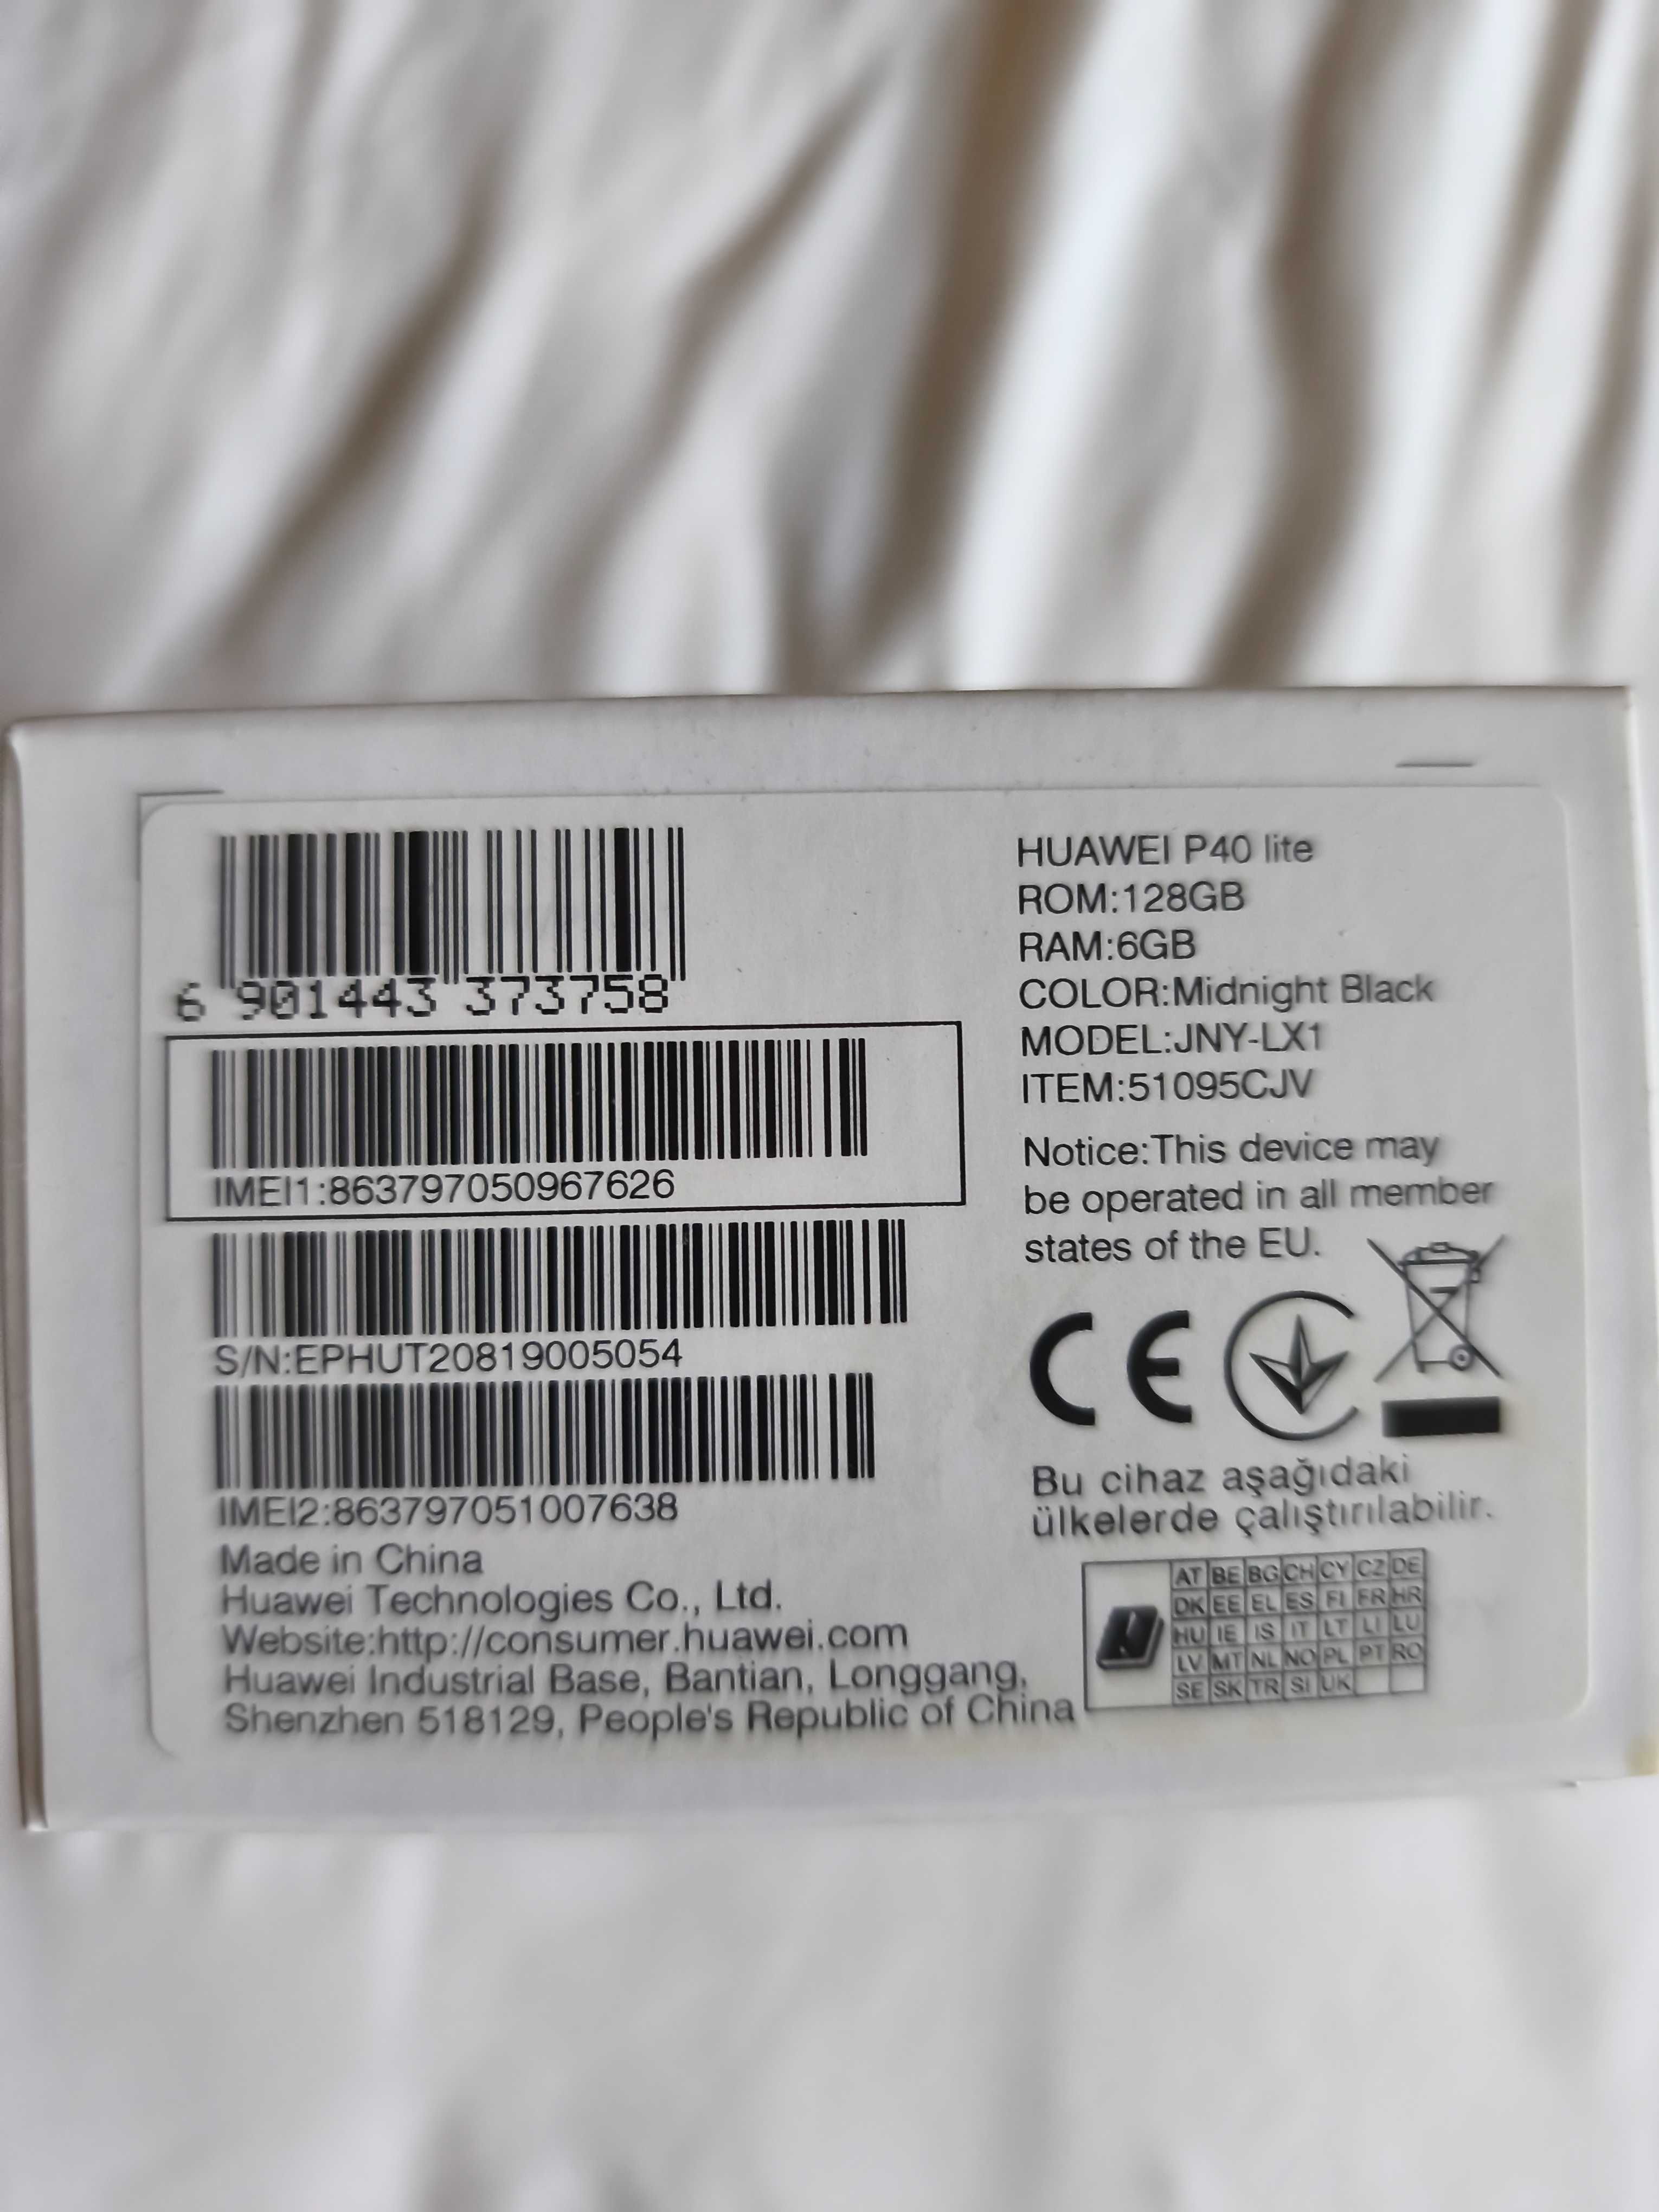 6 901443 373758
IMEI1:863797050967626
S/N:EPHUT20819005054
IMEI2:863797051007638
Made in China
Huawei Technologies Co., Ltd.
Website:http://consumer.huawei.com
Huawei Industrial Base, Bantian, Longgang,
Shenzhen 518129, People's Republic of China
HUAWEI P40 lite
ROM:128GB
RAM:6GB
COLOR:Midnight Black
MODEL:JNY-LX1
ITEM:51095CJV
Notice:This device may
be operated in all member
states of the EU.
CE
Bu cihaz aşağıdaki
ülkelerde çalıştırılabilir.
AT BE BG CH CY CZ DE
DK EE EL ES FI FR HR
HU IE IS IT LT LI LU
LV MT NL NO PL PT RO
SE SK TR SI UK